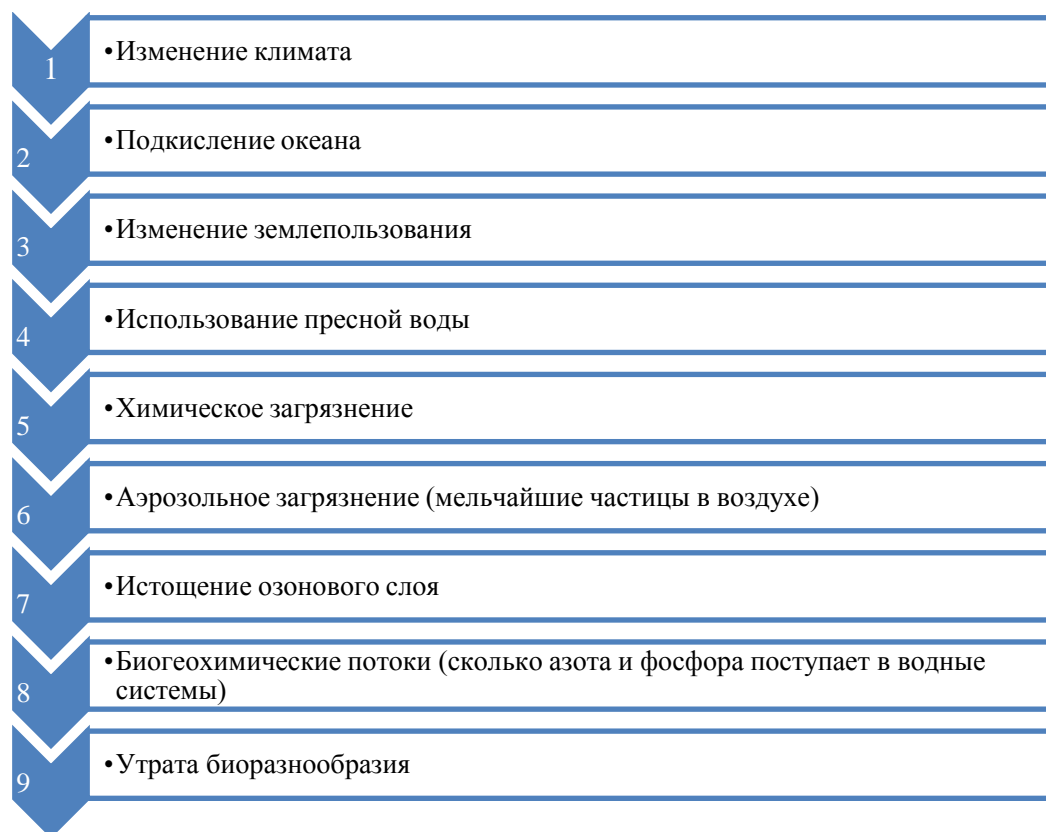 1
•Изменение климата
2
•Подкисление океана
3
•Изменение землепользования
4
•Использование пресной воды
5
•Химическое загрязнение
6
•Аэрозольное загрязнение (мельчайшие частицы в воздухе)
7
•Истощение озонового слоя
8
•Биогеохимические потоки (сколько азота и фосфора поступает в водные
системы)
9
•Утрата биоразнообразия